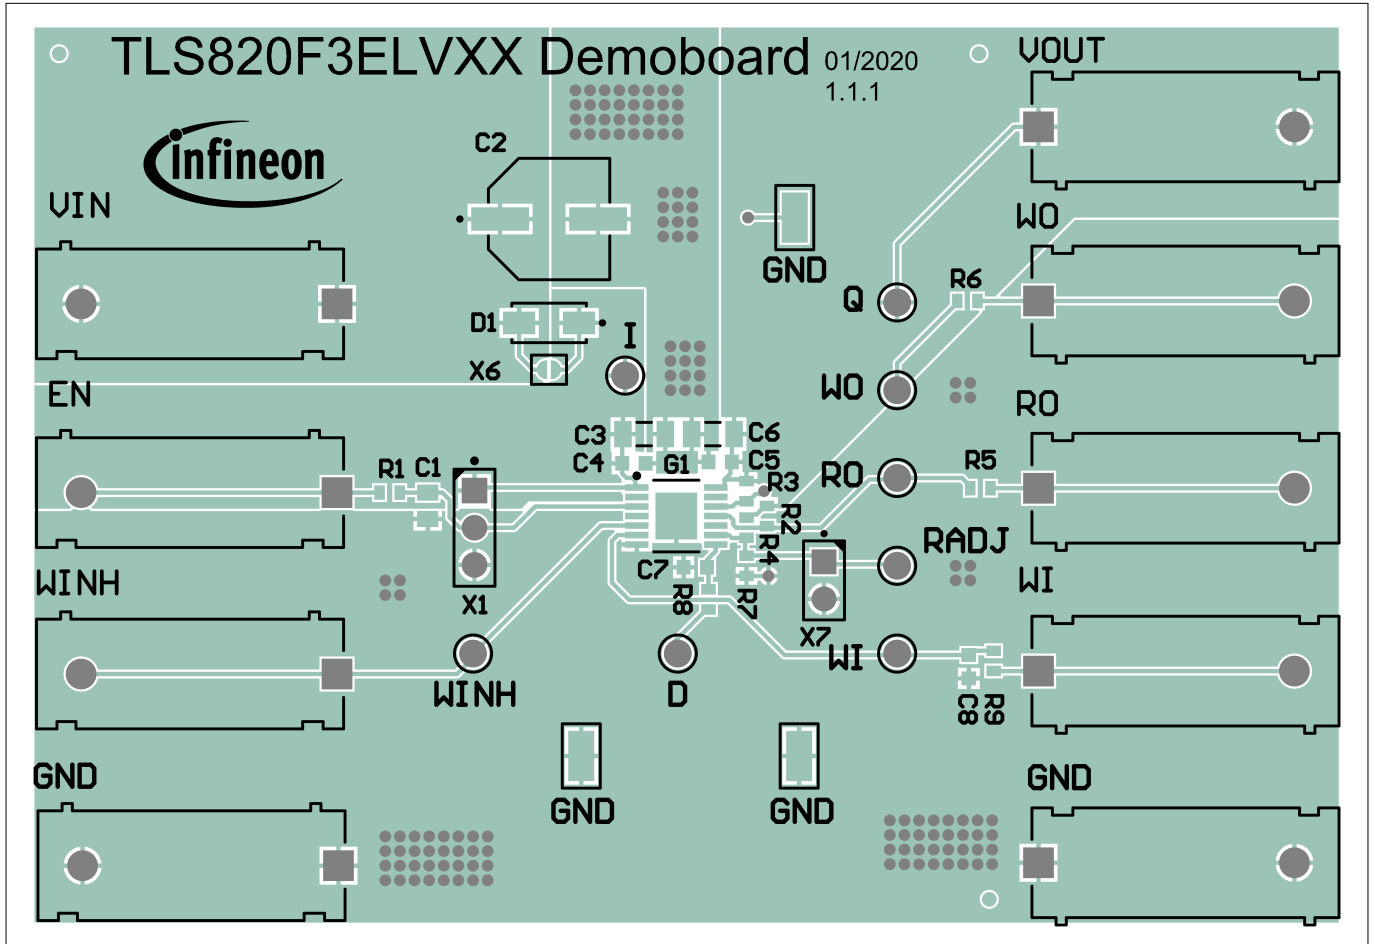 TLS820F3ELVXX Demoboard
01/2020
1.1.1
VOUT
infineon
C2
VIN
WO
GND
Q
R6
D1
I
X6
EN
WO
RO
C3
C6
C4
G1
C5
R1
C1
R3
RO
R5
R2
RADJ
WINH
C7
R4
WI
X1
R8
R7
X7
WI
WINH
D
C8
R9
GND
GND
GND
GND